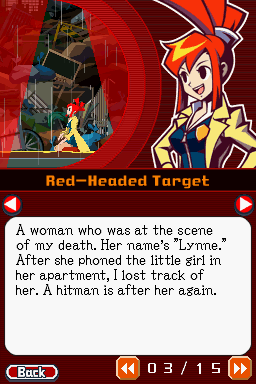 Red-Headed Target
A woman who was at the scene
of my death. Her name's "Lynne."
After she phoned the little girl in
her apartment, I lost track of
her. A hitman is after her again.
Back
03/15